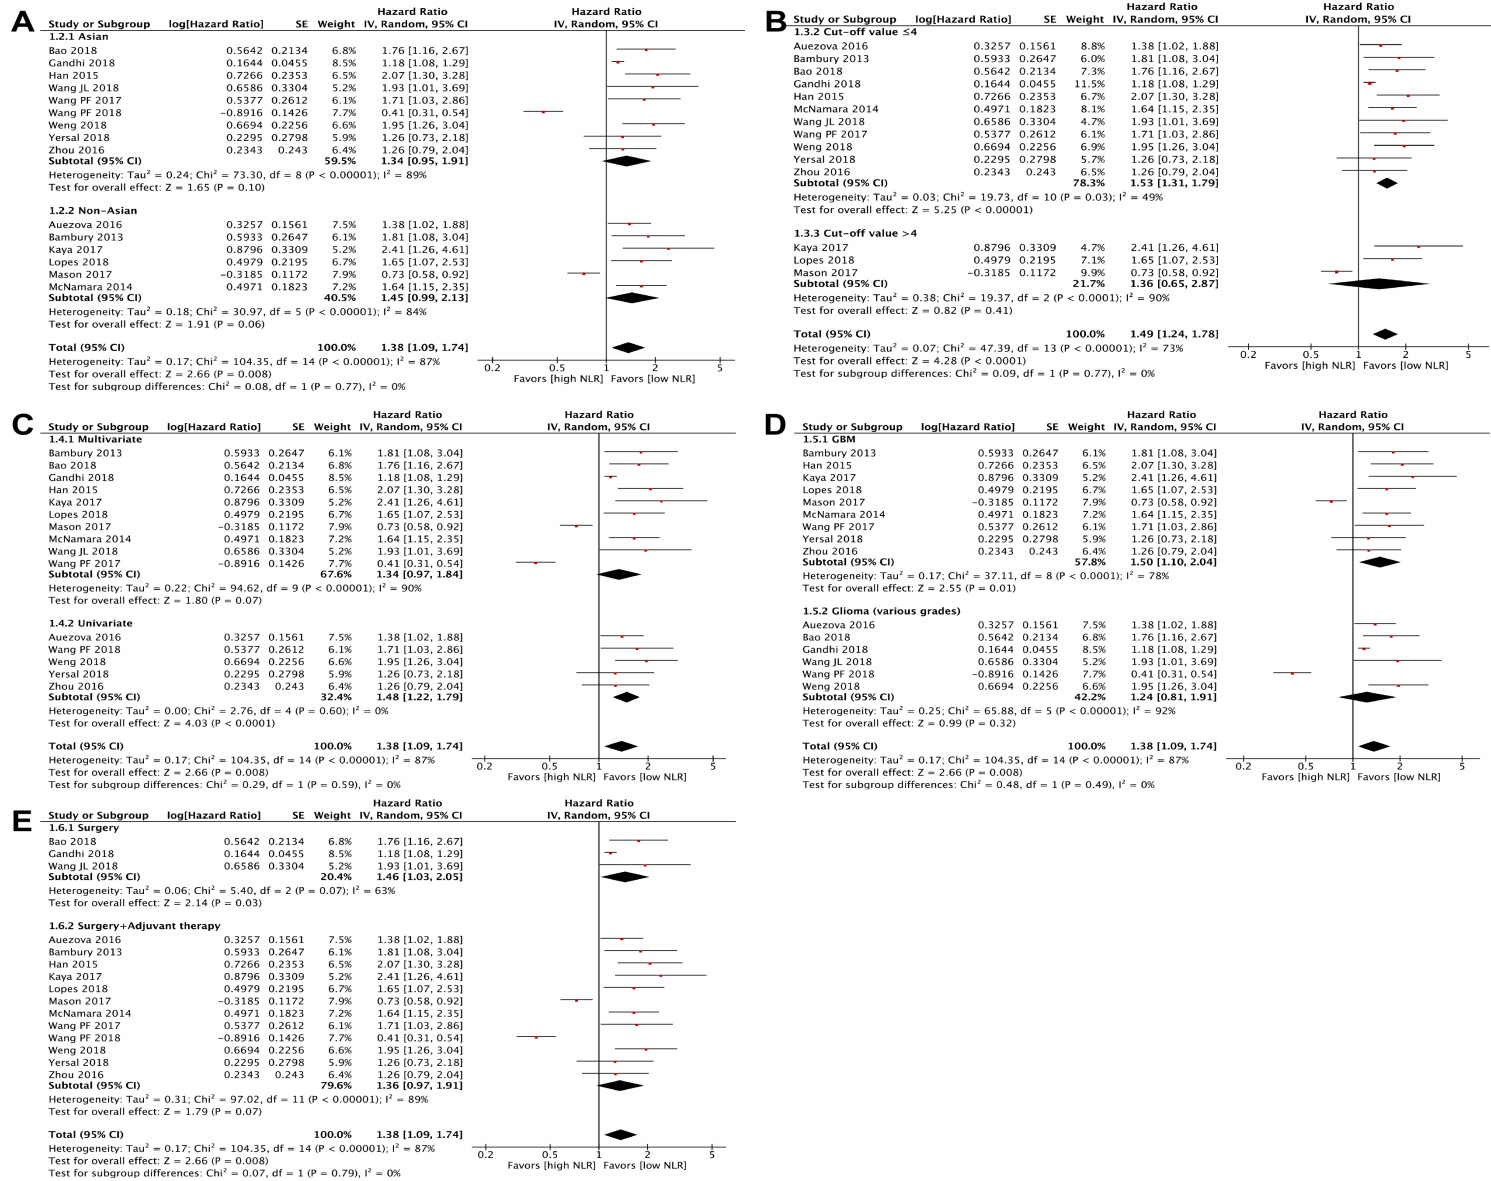 A
Hazard Ratio Hazard Ratio
Study or Subgroup log[Hazard Ratio] SE Weight IV, Random, 95% CI IV, Random, 95% CI
1.2.1 Asian
Bao 2018 0.5642 0.2134 6.8% 1.76 [1.16, 2.67]
Gandhi 2018 0.1644 0.0455 8.5% 1.18 [1.08, 1.29]
Han 2015 0.7266 0.2353 6.5% 2.07 [1.30, 3.28]
Wang JL 2018 0.6586 0.3304 5.2% 1.93 [1.01, 3.69]
Wang PF 2017 0.5377 0.2612 6.1% 1.71 [1.03, 2.86]
Wang PF 2018 -0.8916 0.1426 7.7% 0.41 [0.31, 0.54]
Weng 2018 0.6694 0.2256 6.6% 1.95 [1.26, 3.04]
Yersal 2018 0.2295 0.2798 5.9% 1.26 [0.73, 2.18]
Zhou 2016 0.2343 0.243 6.4% 1.26 [0.79, 2.04]
Subtotal (95% CI) 59.5% 1.34 [0.95, 1.91]
Heterogeneity: Tau² = 0.24; Chi² = 73.30, df = 8 (P < 0.00001); I² = 89%
Test for overall effect: Z = 1.65 (P = 0.10)
1.2.2 Non-Asian
Auezova 2016 0.3257 0.1561 7.5% 1.38 [1.02, 1.88]
Bambury 2013 0.5933 0.2647 6.1% 1.81 [1.08, 3.04]
Kaya 2017 0.8796 0.3309 5.2% 2.41 [1.26, 4.61]
Lopes 2018 0.4979 0.2195 6.7% 1.65 [1.07, 2.53]
Mason 2017 -0.3185 0.1172 7.9% 0.73 [0.58, 0.92]
McNamara 2014 0.4971 0.1823 7.2% 1.64 [1.15, 2.35]
Subtotal (95% CI) 40.5% 1.45 [0.99, 2.13]
Heterogeneity: Tau² = 0.18; Chi² = 30.97, df = 5 (P < 0.00001); I² = 84%
Test for overall effect: Z = 1.91 (P = 0.06)
Total (95% CI) 100.0% 1.38 [1.09, 1.74]
Heterogeneity: Tau² = 0.17; Chi² = 104.35, df = 14 (P < 0.00001); I² = 87%
Test for overall effect: Z = 2.66 (P = 0.008)
Test for subgroup differences: Chi² = 0.08, df = 1 (P = 0.77), I² = 0%
0.2 0.5 1 2 5
Favors [high NLR] Favors [low NLR]
B
Hazard Ratio Hazard Ratio
Study or Subgroup log[Hazard Ratio] SE Weight IV, Random, 95% CI IV, Random, 95% CI
1.3.2 Cut-off value ≤4
Auezova 2016 0.3257 0.1561 8.8% 1.38 [1.02, 1.88]
Bambury 2013 0.5933 0.2647 6.0% 1.81 [1.08, 3.04]
Bao 2018 0.5642 0.2134 7.3% 1.76 [1.16, 2.67]
Gandhi 2018 0.1644 0.0455 11.5% 1.18 [1.08, 1.29]
Han 2015 0.7266 0.2353 6.7% 2.07 [1.30, 3.28]
McNamara 2014 0.4971 0.1823 8.1% 1.64 [1.15, 2.35]
Wang JL 2018 0.6586 0.3304 4.7% 1.93 [1.01, 3.69]
Wang PF 2017 0.5377 0.2612 6.1% 1.71 [1.03, 2.86]
Weng 2018 0.6694 0.2256 6.9% 1.95 [1.26, 3.04]
Yersal 2018 0.2295 0.2798 5.7% 1.26 [0.73, 2.18]
Zhou 2016 0.2343 0.243 6.5% 1.26 [0.79, 2.04]
Subtotal (95% CI) 78.3% 1.53 [1.31, 1.79]
Heterogeneity: Tau² = 0.03; Chi² = 19.73, df = 10 (P = 0.03); I² = 49%
Test for overall effect: Z = 5.25 (P < 0.00001)
1.3.3 Cut-off value >4
Kaya 2017 0.8796 0.3309 4.7% 2.41 [1.26, 4.61]
Lopes 2018 0.4979 0.2195 7.1% 1.65 [1.07, 2.53]
Mason 2017 -0.3185 0.1172 9.9% 0.73 [0.58, 0.92]
Subtotal (95% CI) 21.7% 1.36 [0.65, 2.87]
Heterogeneity: Tau² = 0.38; Chi² = 19.37, df = 2 (P < 0.0001); I² = 90%
Test for overall effect: Z = 0.82 (P = 0.41)
Total (95% CI) 100.0% 1.49 [1.24, 1.78]
Heterogeneity: Tau² = 0.07; Chi² = 47.39, df = 13 (P < 0.00001); I² = 73%
Test for overall effect: Z = 4.28 (P < 0.0001)
Test for subgroup differences: Chi² = 0.09, df = 1 (P = 0.77), I² = 0%
0.2 0.5 1 2 5
Favors [high NLR] Favors [low NLR]
C
Hazard Ratio Hazard Ratio
Study or Subgroup log[Hazard Ratio] SE Weight IV, Random, 95% CI IV, Random, 95% CI
1.4.1 Multivariate
Bambury 2013 0.5933 0.2647 6.1% 1.81 [1.08, 3.04]
Bao 2018 0.5642 0.2134 6.8% 1.76 [1.16, 2.67]
Gandhi 2018 0.1644 0.0455 8.5% 1.18 [1.08, 1.29]
Han 2015 0.7266 0.2353 6.5% 2.07 [1.30, 3.28]
Kaya 2017 0.8796 0.3309 5.2% 2.41 [1.26, 4.61]
Lopes 2018 0.4979 0.2195 6.7% 1.65 [1.07, 2.53]
Mason 2017 -0.3185 0.1172 7.9% 0.73 [0.58, 0.92]
McNamara 2014 0.4971 0.1823 7.2% 1.64 [1.15, 2.35]
Wang JL 2018 0.6586 0.3304 5.2% 1.93 [1.01, 3.69]
Wang PF 2017 -0.8916 0.1426 7.7% 0.41 [0.31, 0.54]
Subtotal (95% CI) 67.6% 1.34 [0.97, 1.84]
Heterogeneity: Tau² = 0.22; Chi² = 94.62, df = 9 (P < 0.00001); I² = 90%
Test for overall effect: Z = 1.80 (P = 0.07)
1.4.2 Univariate
Auezova 2016 0.3257 0.1561 7.5% 1.38 [1.02, 1.88]
Wang PF 2018 0.5377 0.2612 6.1% 1.71 [1.03, 2.86]
Weng 2018 0.6694 0.2256 6.6% 1.95 [1.26, 3.04]
Yersal 2018 0.2295 0.2798 5.9% 1.26 [0.73, 2.18]
Zhou 2016 0.2343 0.243 6.4% 1.26 [0.79, 2.04]
Subtotal (95% CI) 32.4% 1.48 [1.22, 1.79]
Heterogeneity: Tau² = 0.00; Chi² = 2.76, df = 4 (P = 0.60); I² = 0%
Test for overall effect: Z = 4.03 (P < 0.0001)
Total (95% CI) 100.0% 1.38 [1.09, 1.74]
Heterogeneity: Tau² = 0.17; Chi² = 104.35, df = 14 (P < 0.00001); I² = 87%
Test for overall effect: Z = 2.66 (P = 0.008)
Test for subgroup differences: Chi² = 0.29, df = 1 (P = 0.59), I² = 0%
0.2 0.5 1 2 5
Favors [high NLR] Favors [low NLR]
D
Hazard Ratio Hazard Ratio
Study or Subgroup log[Hazard Ratio] SE Weight IV, Random, 95% CI IV, Random, 95% CI
1.5.1 GBM
Bambury 2013 0.5933 0.2647 6.1% 1.81 [1.08, 3.04]
Han 2015 0.7266 0.2353 6.5% 2.07 [1.30, 3.28]
Kaya 2017 0.8796 0.3309 5.2% 2.41 [1.26, 4.61]
Lopes 2018 0.4979 0.2195 6.7% 1.65 [1.07, 2.53]
Mason 2017 -0.3185 0.1172 7.9% 0.73 [0.58, 0.92]
McNamara 2014 0.4971 0.1823 7.2% 1.64 [1.15, 2.35]
Wang PF 2017 0.5377 0.2612 6.1% 1.71 [1.03, 2.86]
Yersal 2018 0.2295 0.2798 5.9% 1.26 [0.73, 2.18]
Zhou 2016 0.2343 0.243 6.4% 1.26 [0.79, 2.04]
Subtotal (95% CI) 57.8% 1.50 [1.10, 2.04]
Heterogeneity: Tau² = 0.17; Chi² = 37.11, df = 8 (P < 0.0001); I² = 78%
Test for overall effect: Z = 2.55 (P = 0.01)
1.5.2 Glioma (various grades)
Auezova 2016 0.3257 0.1561 7.5% 1.38 [1.02, 1.88]
Bao 2018 0.5642 0.2134 6.8% 1.76 [1.16, 2.67]
Gandhi 2018 0.1644 0.0455 8.5% 1.18 [1.08, 1.29]
Wang JL 2018 0.6586 0.3304 5.2% 1.93 [1.01, 3.69]
Wang PF 2018 -0.8916 0.1426 7.7% 0.41 [0.31, 0.54]
Weng 2018 0.6694 0.2256 6.6% 1.95 [1.26, 3.04]
Subtotal (95% CI) 42.2% 1.24 [0.81, 1.91]
Heterogeneity: Tau² = 0.25; Chi² = 65.88, df = 5 (P < 0.00001); I² = 92%
Test for overall effect: Z = 0.99 (P = 0.32)
Total (95% CI) 100.0% 1.38 [1.09, 1.74]
Heterogeneity: Tau² = 0.17; Chi² = 104.35, df = 14 (P < 0.00001); I² = 87%
Test for overall effect: Z = 2.66 (P = 0.008)
Test for subgroup differences: Chi² = 0.48, df = 1 (P = 0.49), I² = 0%
0.2 0.5 1 2 5
Favors [high NLR] Favors [low NLR]
E
Hazard Ratio Hazard Ratio
Study or Subgroup log[Hazard Ratio] SE Weight IV, Random, 95% CI IV, Random, 95% CI
1.6.1 Surgery
Bao 2018 0.5642 0.2134 6.8% 1.76 [1.16, 2.67]
Gandhi 2018 0.1644 0.0455 8.5% 1.18 [1.08, 1.29]
Wang JL 2018 0.6586 0.3304 5.2% 1.93 [1.01, 3.69]
Subtotal (95% CI) 20.4% 1.46 [1.03, 2.05]
Heterogeneity: Tau² = 0.06; Chi² = 5.40, df = 2 (P = 0.07); I² = 63%
Test for overall effect: Z = 2.14 (P = 0.03)
1.6.2 Surgery+Adjuvant therapy
Auezova 2016 0.3257 0.1561 7.5% 1.38 [1.02, 1.88]
Bambury 2013 0.5933 0.2647 6.1% 1.81 [1.08, 3.04]
Han 2015 0.7266 0.2353 6.5% 2.07 [1.30, 3.28]
Kaya 2017 0.8796 0.3309 5.2% 2.41 [1.26, 4.61]
Lopes 2018 0.4979 0.2195 6.7% 1.65 [1.07, 2.53]
Mason 2017 -0.3185 0.1172 7.9% 0.73 [0.58, 0.92]
McNamara 2014 0.4971 0.1823 7.2% 1.64 [1.15, 2.35]
Wang PF 2017 0.5377 0.2612 6.1% 1.71 [1.03, 2.86]
Wang PF 2018 -0.8916 0.1426 7.7% 0.41 [0.31, 0.54]
Weng 2018 0.6694 0.2256 6.6% 1.95 [1.26, 3.04]
Yersal 2018 0.2295 0.2798 5.9% 1.26 [0.73, 2.18]
Zhou 2016 0.2343 0.243 6.4% 1.26 [0.79, 2.04]
Subtotal (95% CI) 79.6% 1.36 [0.97, 1.91]
Heterogeneity: Tau² = 0.31; Chi² = 97.02, df = 11 (P < 0.00001); I² = 89%
Test for overall effect: Z = 1.79 (P = 0.07)
Total (95% CI) 100.0% 1.38 [1.09, 1.74]
Heterogeneity: Tau² = 0.17; Chi² = 104.35, df = 14 (P < 0.00001); I² = 87%
Test for overall effect: Z = 2.66 (P = 0.008)
Test for subgroup differences: Chi² = 0.07, df = 1 (P = 0.79), I² = 0%
0.2 0.5 1 2 5
Favors [high NLR] Favors [low NLR]